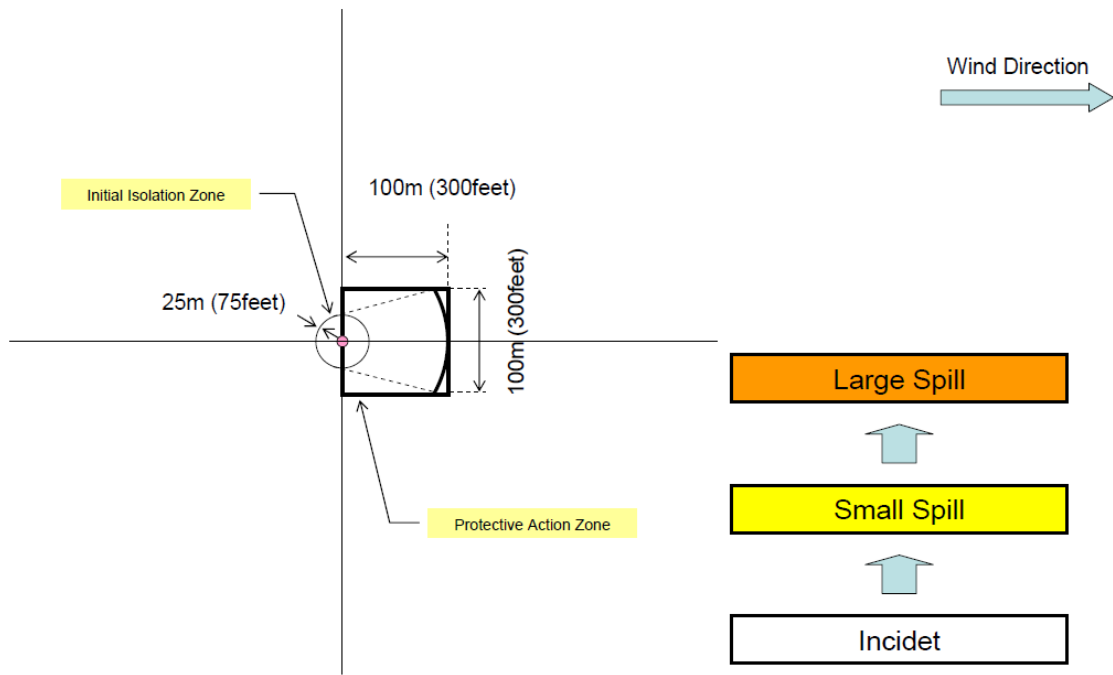 Wind Direction
Initial Isolation Zone
100m (300feet)
25m (75feet)
100m (300feet)
Protective Action Zone
Large Spill
Small Spill
Incidet